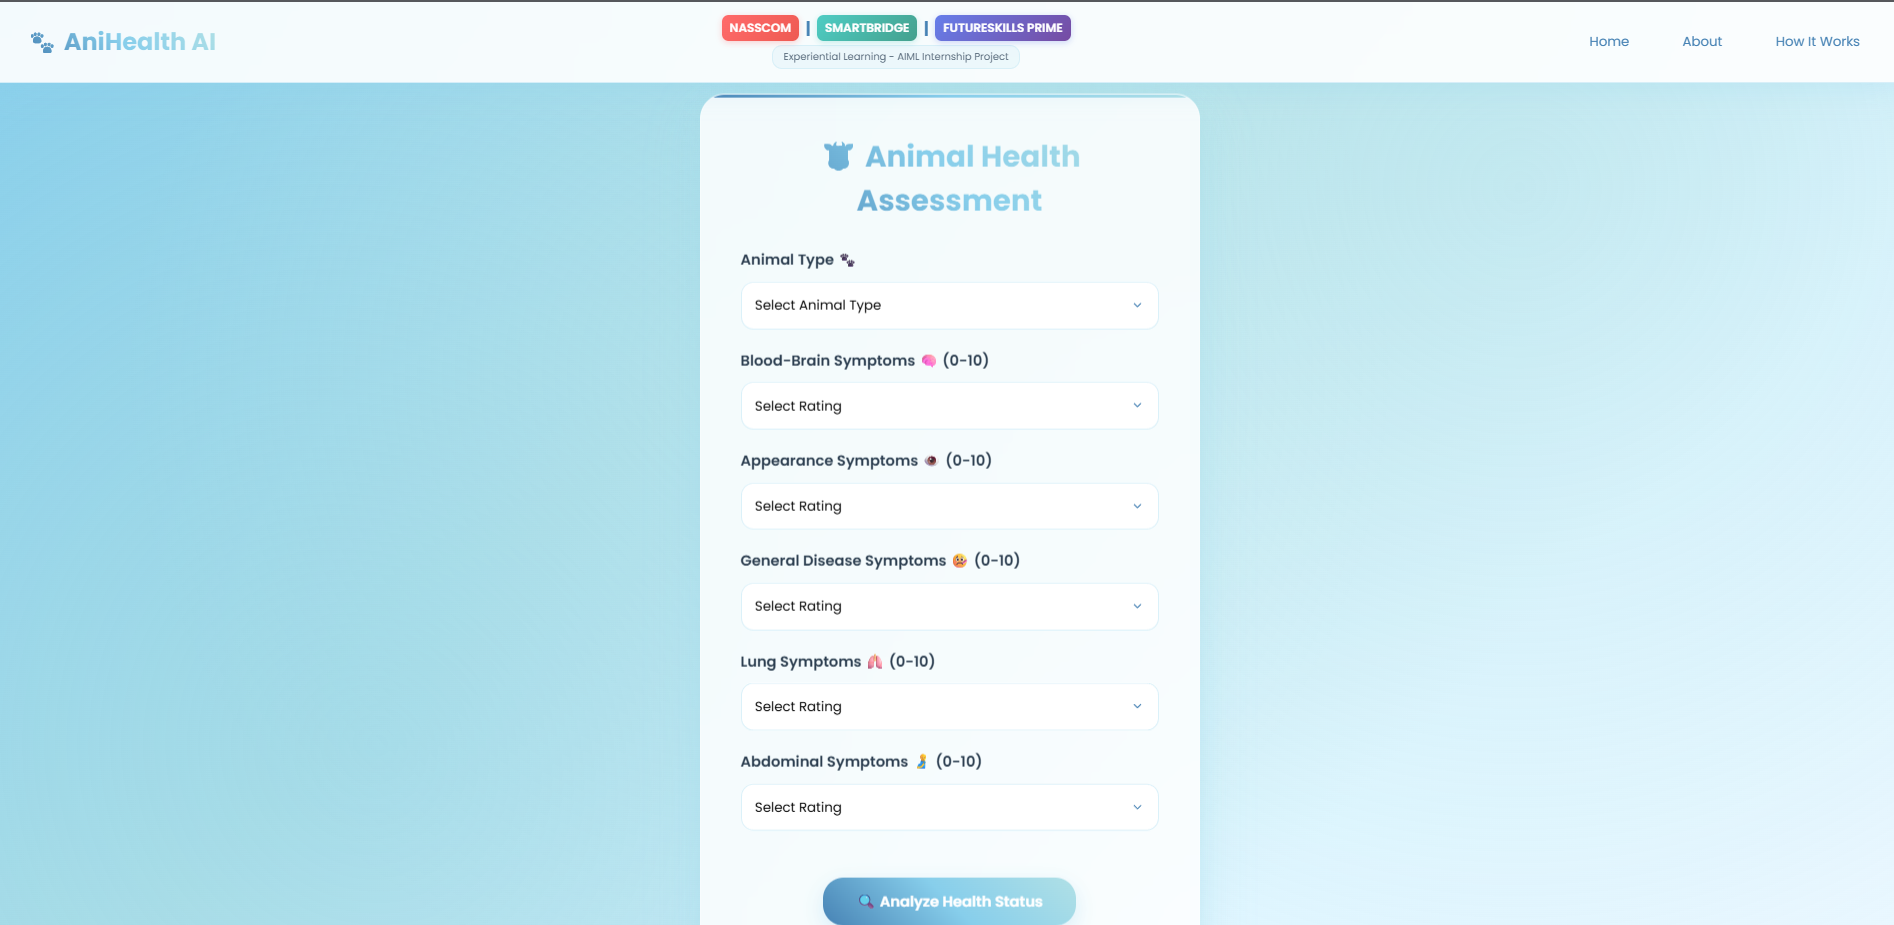 AniHealth AI
NASSCOM | SMARTBRIDGE | FUTURESKILLS PRIME
Experiential Learning - AIML Internship Project
Home About How It Works
Animal Health
Assessment
Animal Type
Select Animal Type
Blood-Brain Symptoms 🧠 (0-10)
Select Rating
Appearance Symptoms 👁️ (0-10)
Select Rating
General Disease Symptoms 🤒 (0-10)
Select Rating
Lung Symptoms 🫁 (0-10)
Select Rating
Abdominal Symptoms (0-10)
Select Rating
🔍 Analyze Health Status